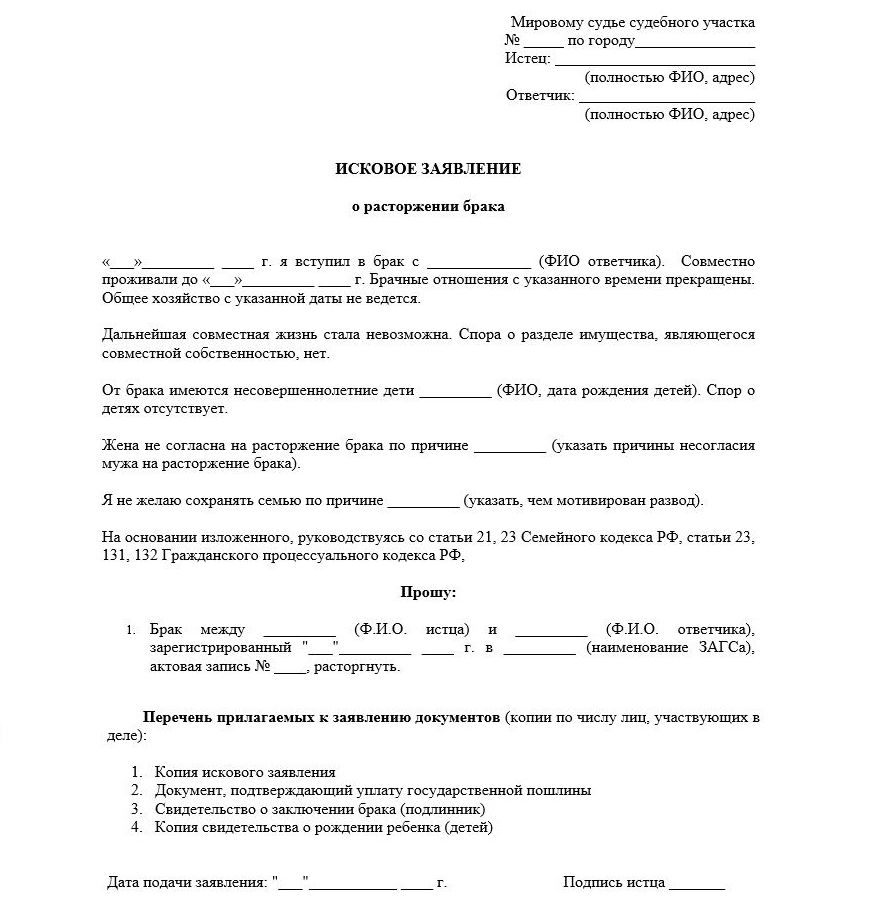 Мировому судье судебного участка
№ _____ по городу_______________
Истец: _________________________
(полностью ФИО, адрес)
Ответчик: ______________________
(полностью ФИО, адрес)
ИСКОВОЕ ЗАЯВЛЕНИЕ
о расторжении брака
«___»_________ ____ г. я вступил в брак с _____________ (ФИО ответчика). Совместно
проживали до «___»_________ ____ г. Брачные отношения с указанного времени прекращены.
Общее хозяйство с указанной даты не ведется.
Дальнейшая совместная жизнь стала невозможна. Спора о разделе имущества, являющегося
совместной собственностью, нет.
От брака имеются несовершеннолетние дети _________ (ФИО, дата рождения детей). Спор о
детях отсутствует.
Жена не согласна на расторжение брака по причине _________ (указать причины несогласия
мужа на расторжение брака).
Я не желаю сохранять семью по причине _________ (указать, чем мотивирован развод).
На основании изложенного, руководствуясь со статьи 21, 23 Семейного кодекса РФ, статьи 23,
131, 132 Гражданского процессуального кодекса РФ,
Прошу:
1. Брак между _________ (Ф.И.О. истца) и _________ (Ф.И.О. ответчика),
зарегистрированный "___"_________ ____ г. в _________ (наименование ЗАГСа),
актовая запись № ____, расторгнуть.
Перечень прилагаемых к заявлению документов (копии по числу лиц, участвующих в
деле):
1. Копия искового заявления
2. Документ, подтверждающий уплату государственной пошлины
3. Свидетельство о заключении брака (подлинник)
4. Копия свидетельства о рождении ребенка (детей)
Дата подачи заявления: "___"___________ ____ г. Подпись истца _______